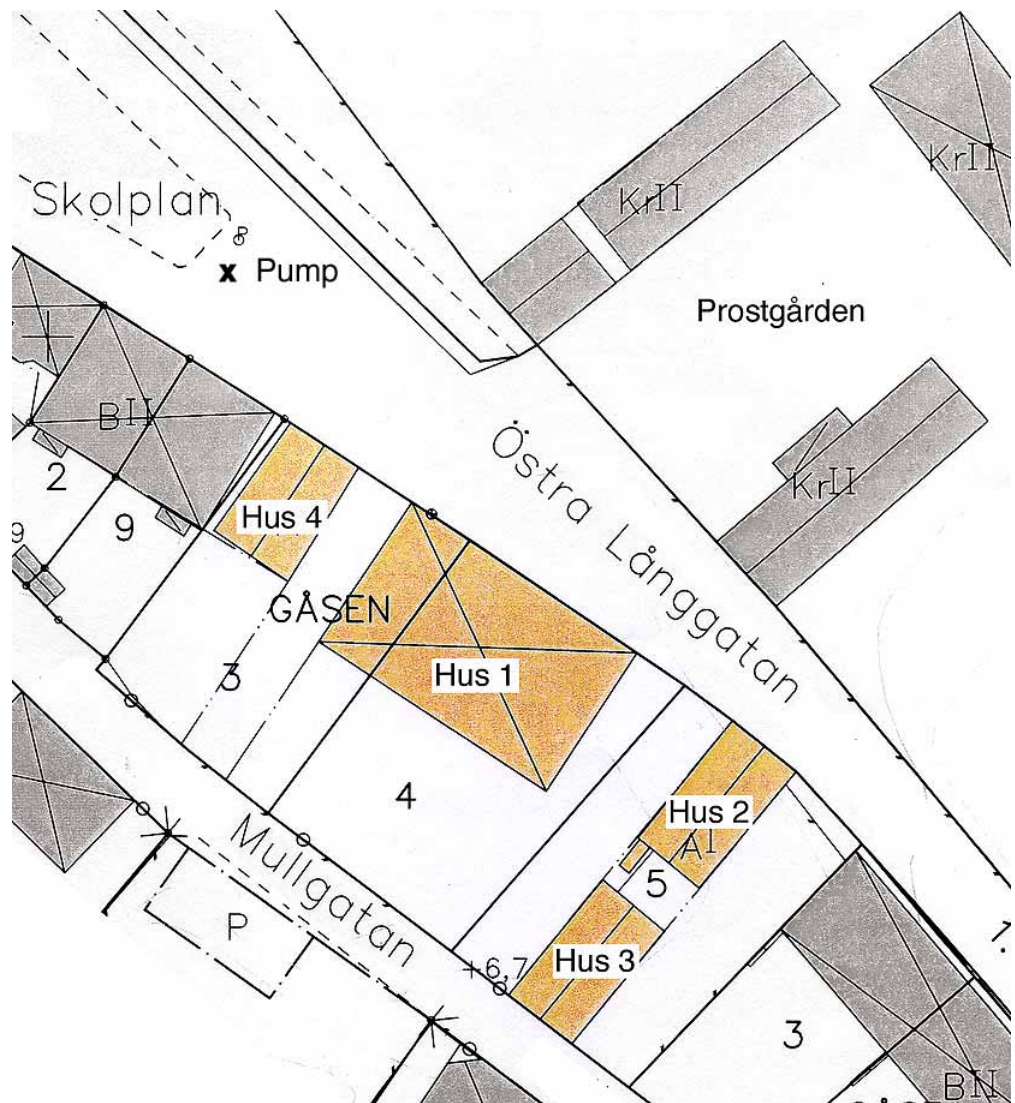 KrII
KrII
Skolplan
P
x Pump
Prostgården
BII
Östra Långgatan
KrII
2
9
9
Hus 4
GÅSEN
3
Hus 1
4
Hus 2
AI
5
Mullgatan
P
Hus 3
+6,7
1.
3
BII